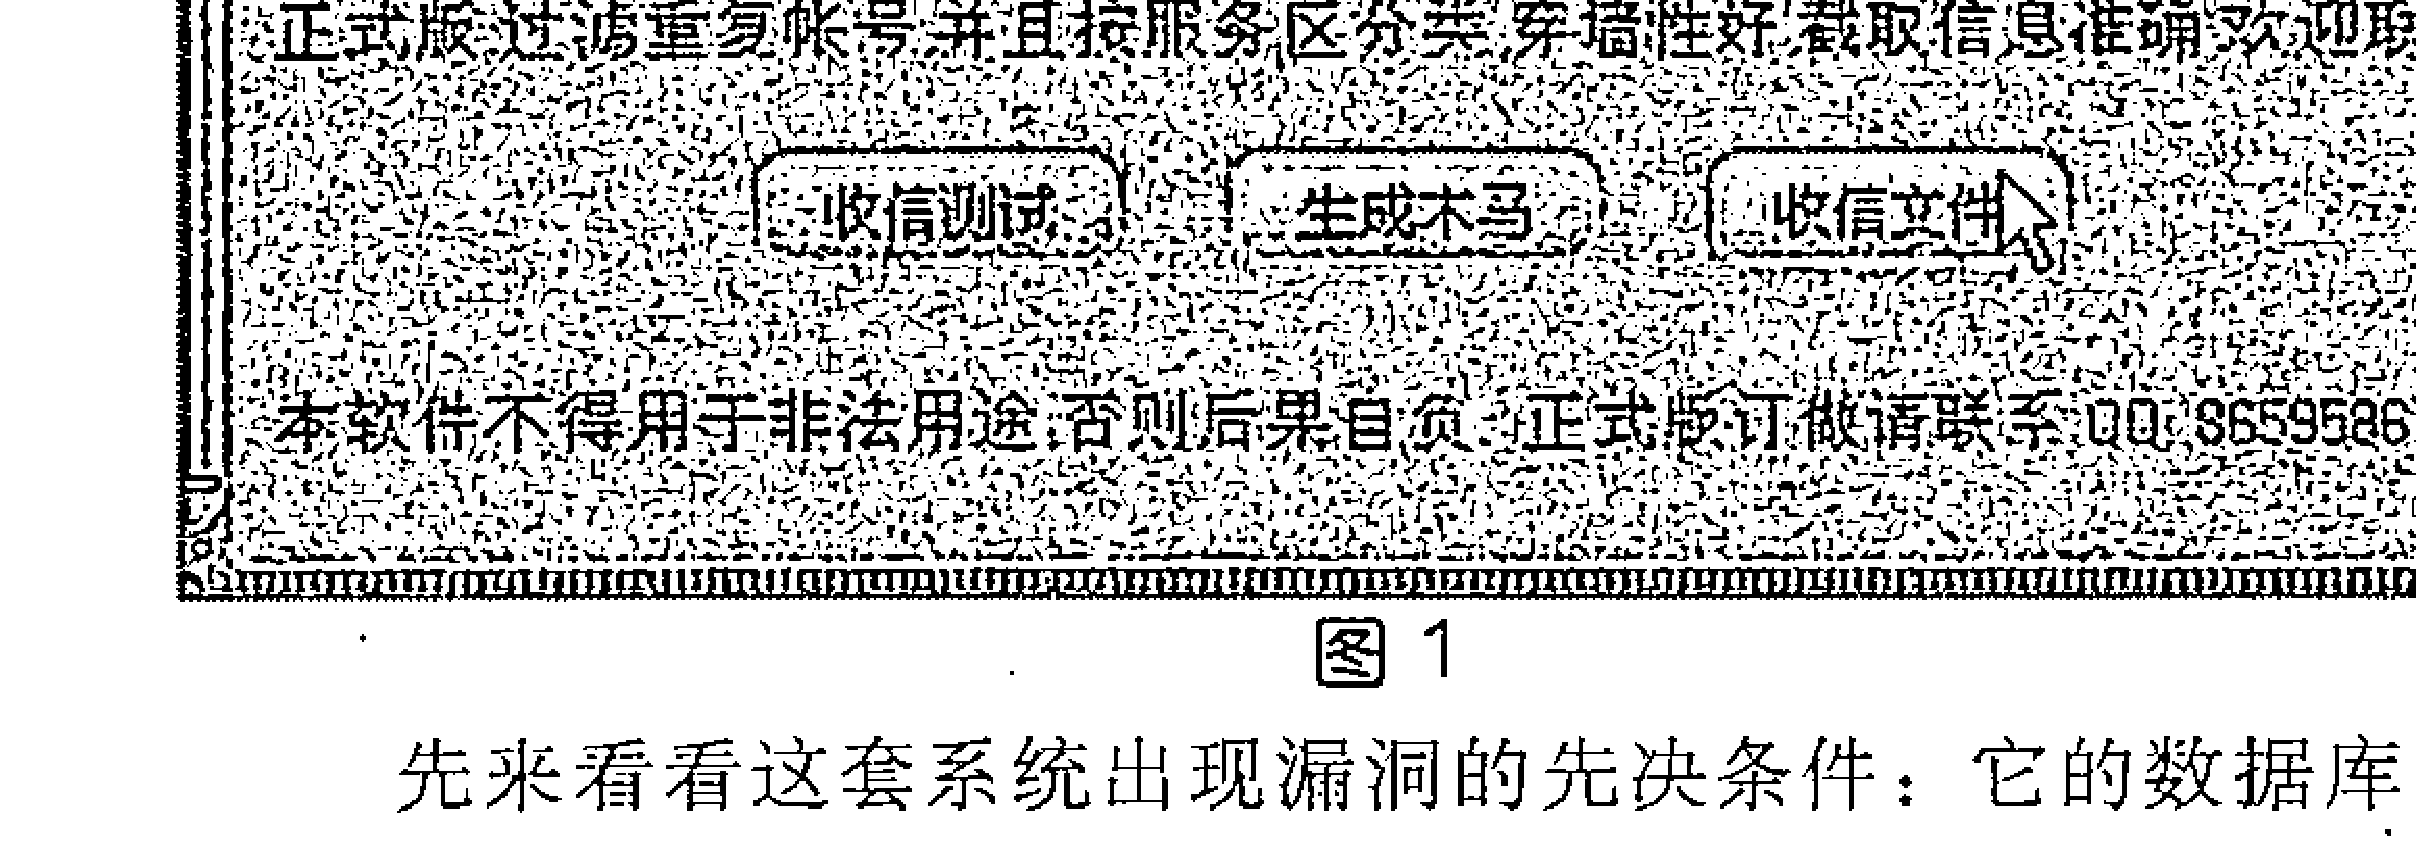 正式版 过滤重复帐号 并且按服务区分类 穿墙性好 截取信息准确 欢迎联
收信测试 生成木马 收信文件
本软件不得用于非法用途 否则后果自负 正式版订做请联系 QQ:8659586
图 1
先来看看这套系统出现漏洞的先决条件：它的数据库